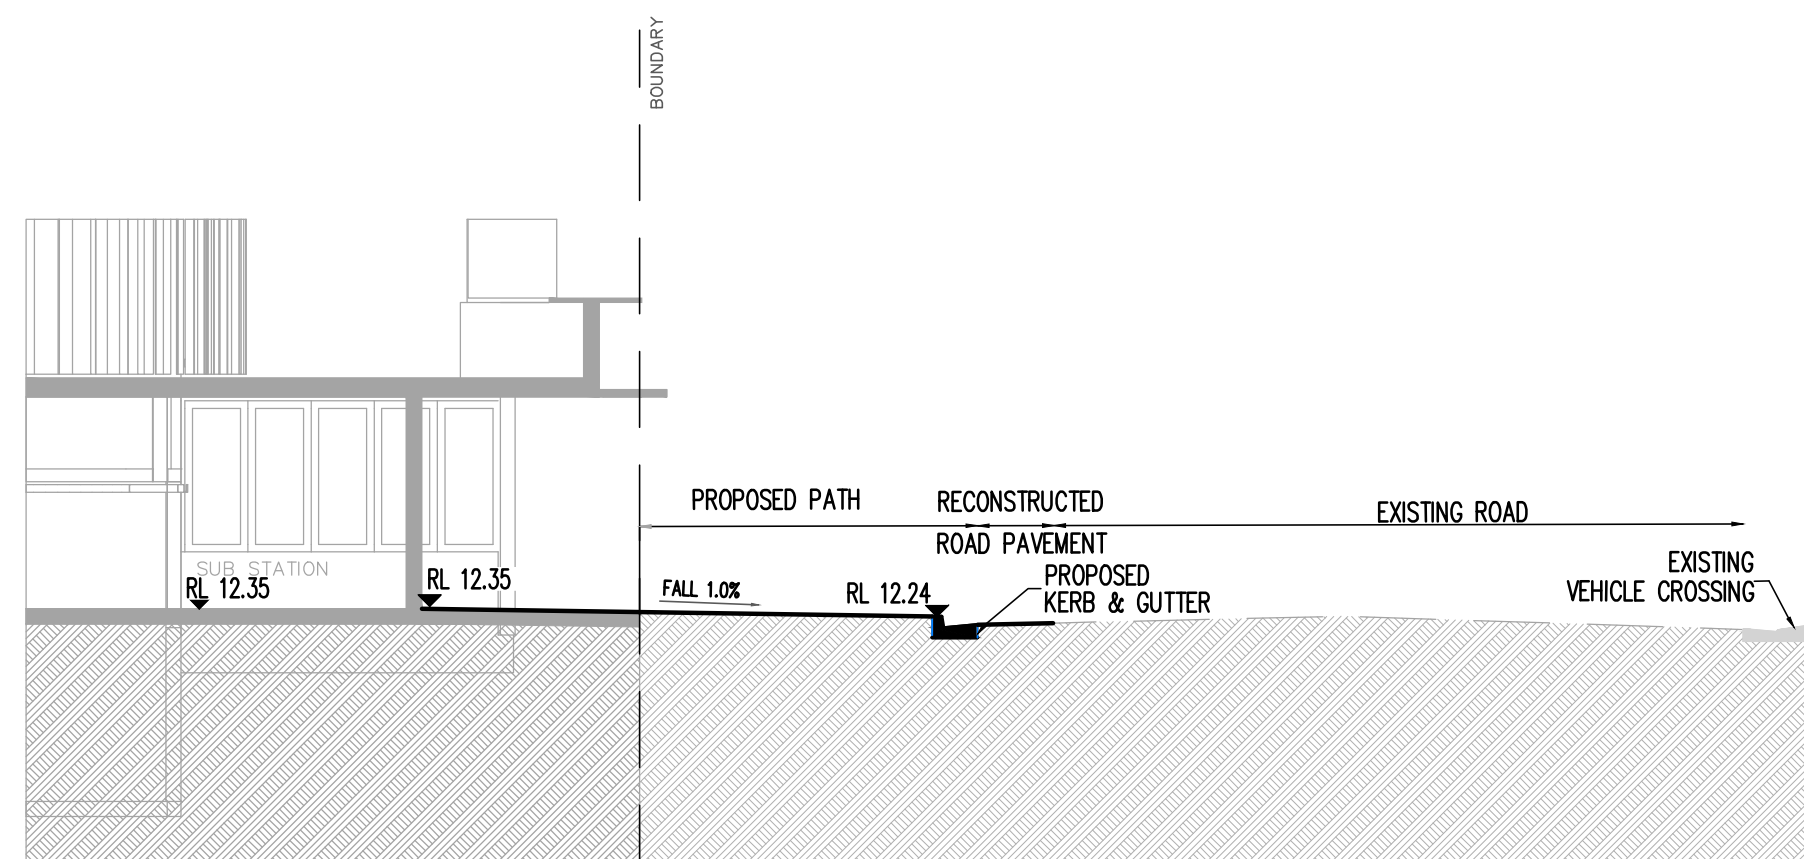 BOUNDARY
PROPOSED PATH
RECONSTRUCTED
ROAD PAVEMENT
EXISTING ROAD
EXISTING
VEHICLE CROSSING
SUB STATION
RL 12.35
RL 12.35
FALL 1.0%
RL 12.24
PROPOSED
KERB & GUTTER